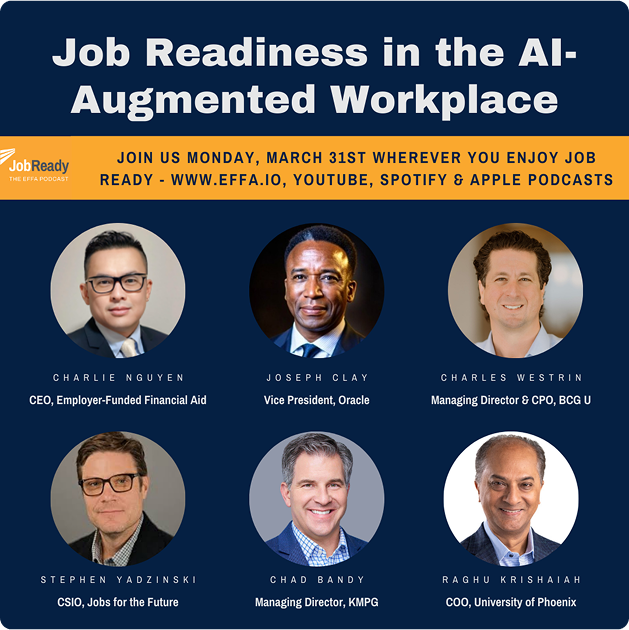 Job Readiness in the AI-
Augmented Workplace
JobReady
THE EFFA PODCAST
JOIN US MONDAY, MARCH 31ST WHEREVER YOU ENJOY JOB
READY - WWW.EFFA.IO, YOUTUBE, SPOTIFY & APPLE PODCASTS
CHARLIE NGUYEN
CEO, Employer-Funded Financial Aid
JOSEPH CLAY
Vice President, Oracle
CHARLES WESTRIN
Managing Director & CPO, BCG U
STEPHEN YADZINSKI
CSIO, Jobs for the Future
CHAD BANDY
Managing Director, KMPG
RAGHU KRISHAIAH
COO, University of Phoenix